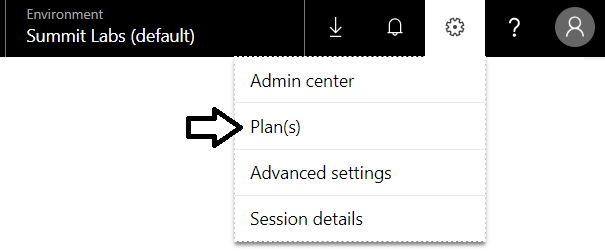 Environment
Summit Labs (default)
?
Admin center
Plan(s)
Advanced settings
Session details